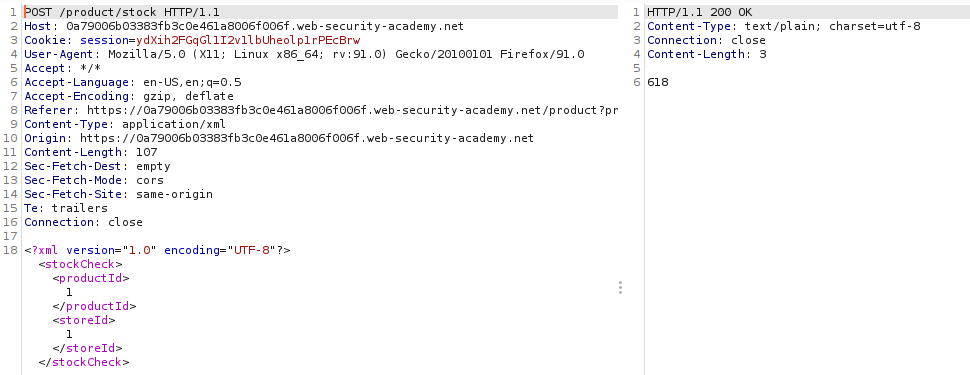 1 POST /product/stock HTTP/1.1
2 Host: 0a79006b03383fb3c0e461a8006f006f.web-security-academy.net
3 Cookie: session=ydXih2FGqGl1I2v1lbUheolp1rPEcBrw
4 User-Agent: Mozilla/5.0 (X11; Linux x86_64; rv:91.0) Gecko/20100101 Firefox/91.0
5 Accept: */*
6 Accept-Language: en-US,en;q=0.5
7 Accept-Encoding: gzip, deflate
8 Referer: https://0a79006b03383fb3c0e461a8006f006f.web-security-academy.net/product?pr
9 Content-Type: application/xml
10 Origin: https://0a79006b03383fb3c0e461a8006f006f.web-security-academy.net
11 Content-Length: 107
12 Sec-Fetch-Dest: empty
13 Sec-Fetch-Mode: cors
14 Sec-Fetch-Site: same-origin
15 Te: trailers
16 Connection: close
17
18 <?xml version="1.0" encoding="UTF-8"?>
<stockCheck>
<productId>
1
</productId>
<storeId>
1
</storeId>
</stockCheck>
1 HTTP/1.1 200 OK
2 Content-Type: text/plain; charset=utf-8
3 Connection: close
4 Content-Length: 3
5
6 618